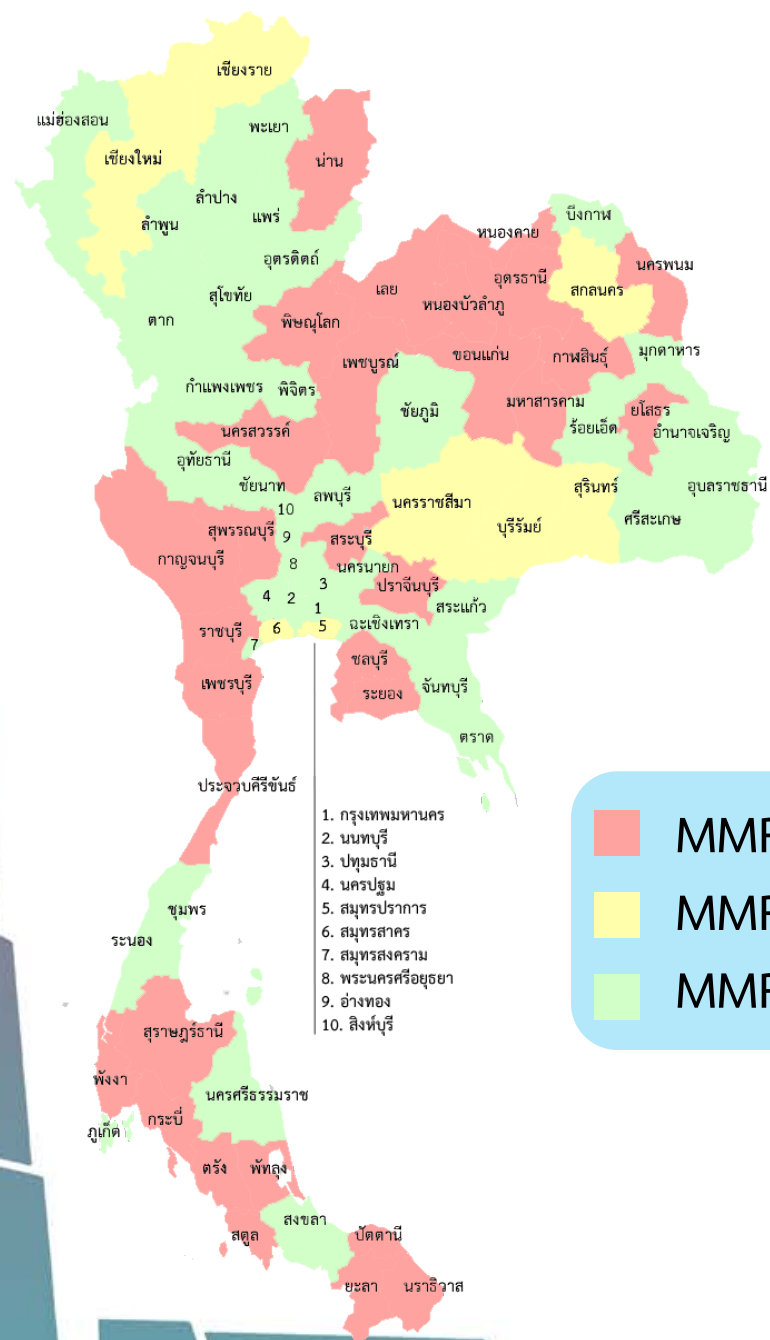 เชียงราย
แม่ฮ่องสอน
พะเยา
เชียงใหม่
น่าน
ลำปาง
ลำพูน
แพร่
บึงกาฬ
หนองคาย
อุตรดิตถ์
นครพนม
อุดรธานี
เลย
สกลนคร
สุโขทัย
หนองบัวลำภู
ตาก
พิษณุโลก
มุกดาหาร
ขอนแก่น
กาฬสินธุ์
เพชบูรณ์
กำแพงเพชร
พิจิตร
มหาสารคาม
ชัยภูมิ
ยโสธร
ร้อยเอ็ด
อำนาจเจริญ
นครสวรรค์
อุทัยธานี
ชัยนาท
สุรินทร์
อุบลราชธานี
ลพบุรี
นครราชสีมา
10
ศรีสะเกษ
บุรีรัมย์
สุพรรณบุรี
9
สระบุรี
กาญจนบุรี
8
นครนายก
3
ปราจีนบุรี
4
2
1
สระแก้ว
ราชบุรี
6
5
ฉะเชิงเทรา
7
ชลบุรี
เพชรบุรี
ระยอง
จันทบุรี
ตราด
ประจวบคีรีขันธ์
1. กรุงเทพมหานคร
2. นนทบุรี
3. ปทุมธานี
4. นครปฐม
5. สมุทรปราการ
6. สมุทรสาคร
7. สมุทรสงคราม
8. พระนครศรีอยุธยา
9. อ่างทอง
10. สิงห์บุรี
MMR
MMR
MMR
ชุมพร
ระนอง
สุราษฎร์ธานี
พังงา
นครศรีธรรมราช
กระบี่
ภูเก็ต
ตรัง
พัทลุง
สงขลา
สตูล
ปัตตานี
ยะลา
นราธิวาส